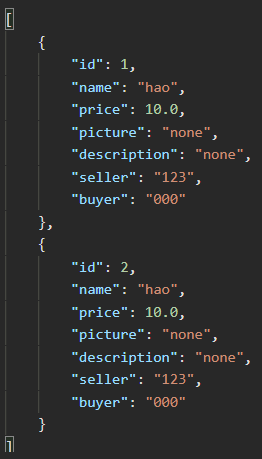 [
    {
        "id": 1,
        "name": "hao",
        "price": 10.0,
        "picture": "none",
        "description": "none",
        "seller": "123",
        "buyer": "000"
    },
    {
        "id": 2,
        "name": "hao",
        "price": 10.0,
        "picture": "none",
        "description": "none",
        "seller": "123",
        "buyer": "000"
    }
]